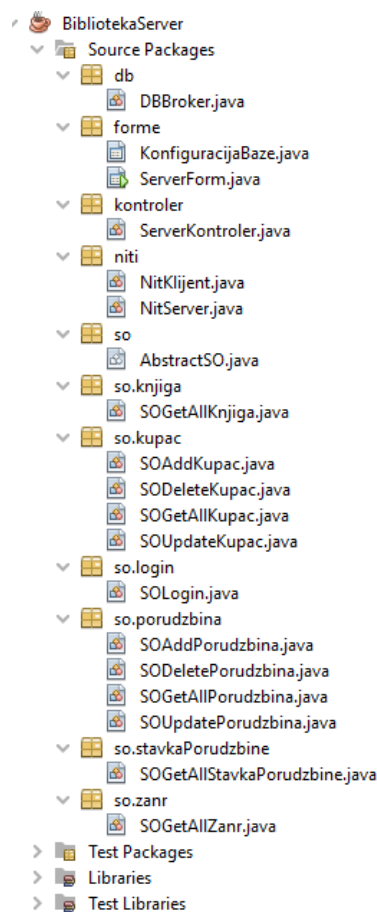 BibliotekaServer
Source Packages
db
DBBroker.java
forme
KonfiguracijaBaze.java
ServerForm.java
kontroler
ServerKontroler.java
niti
NitKlijent.java
NitServer.java
so
AbstractSO.java
so.knjiga
SOGetAllKnjiga.java
so.kupac
SOAddKupac.java
SODeleteKupac.java
SOGetAllKupac.java
SOUpdateKupac.java
so.login
SOLogin.java
so.porudzbina
SOAddPorudzbina.java
SODeletePorudzbina.java
SOGetAllPorudzbina.java
SOUpdatePorudzbina.java
so.stavkaPorudzbine
SOGetAllStavkaPorudzbine.java
so.zanr
SOGetAllZanr.java
Test Packages
Libraries
Test Libraries